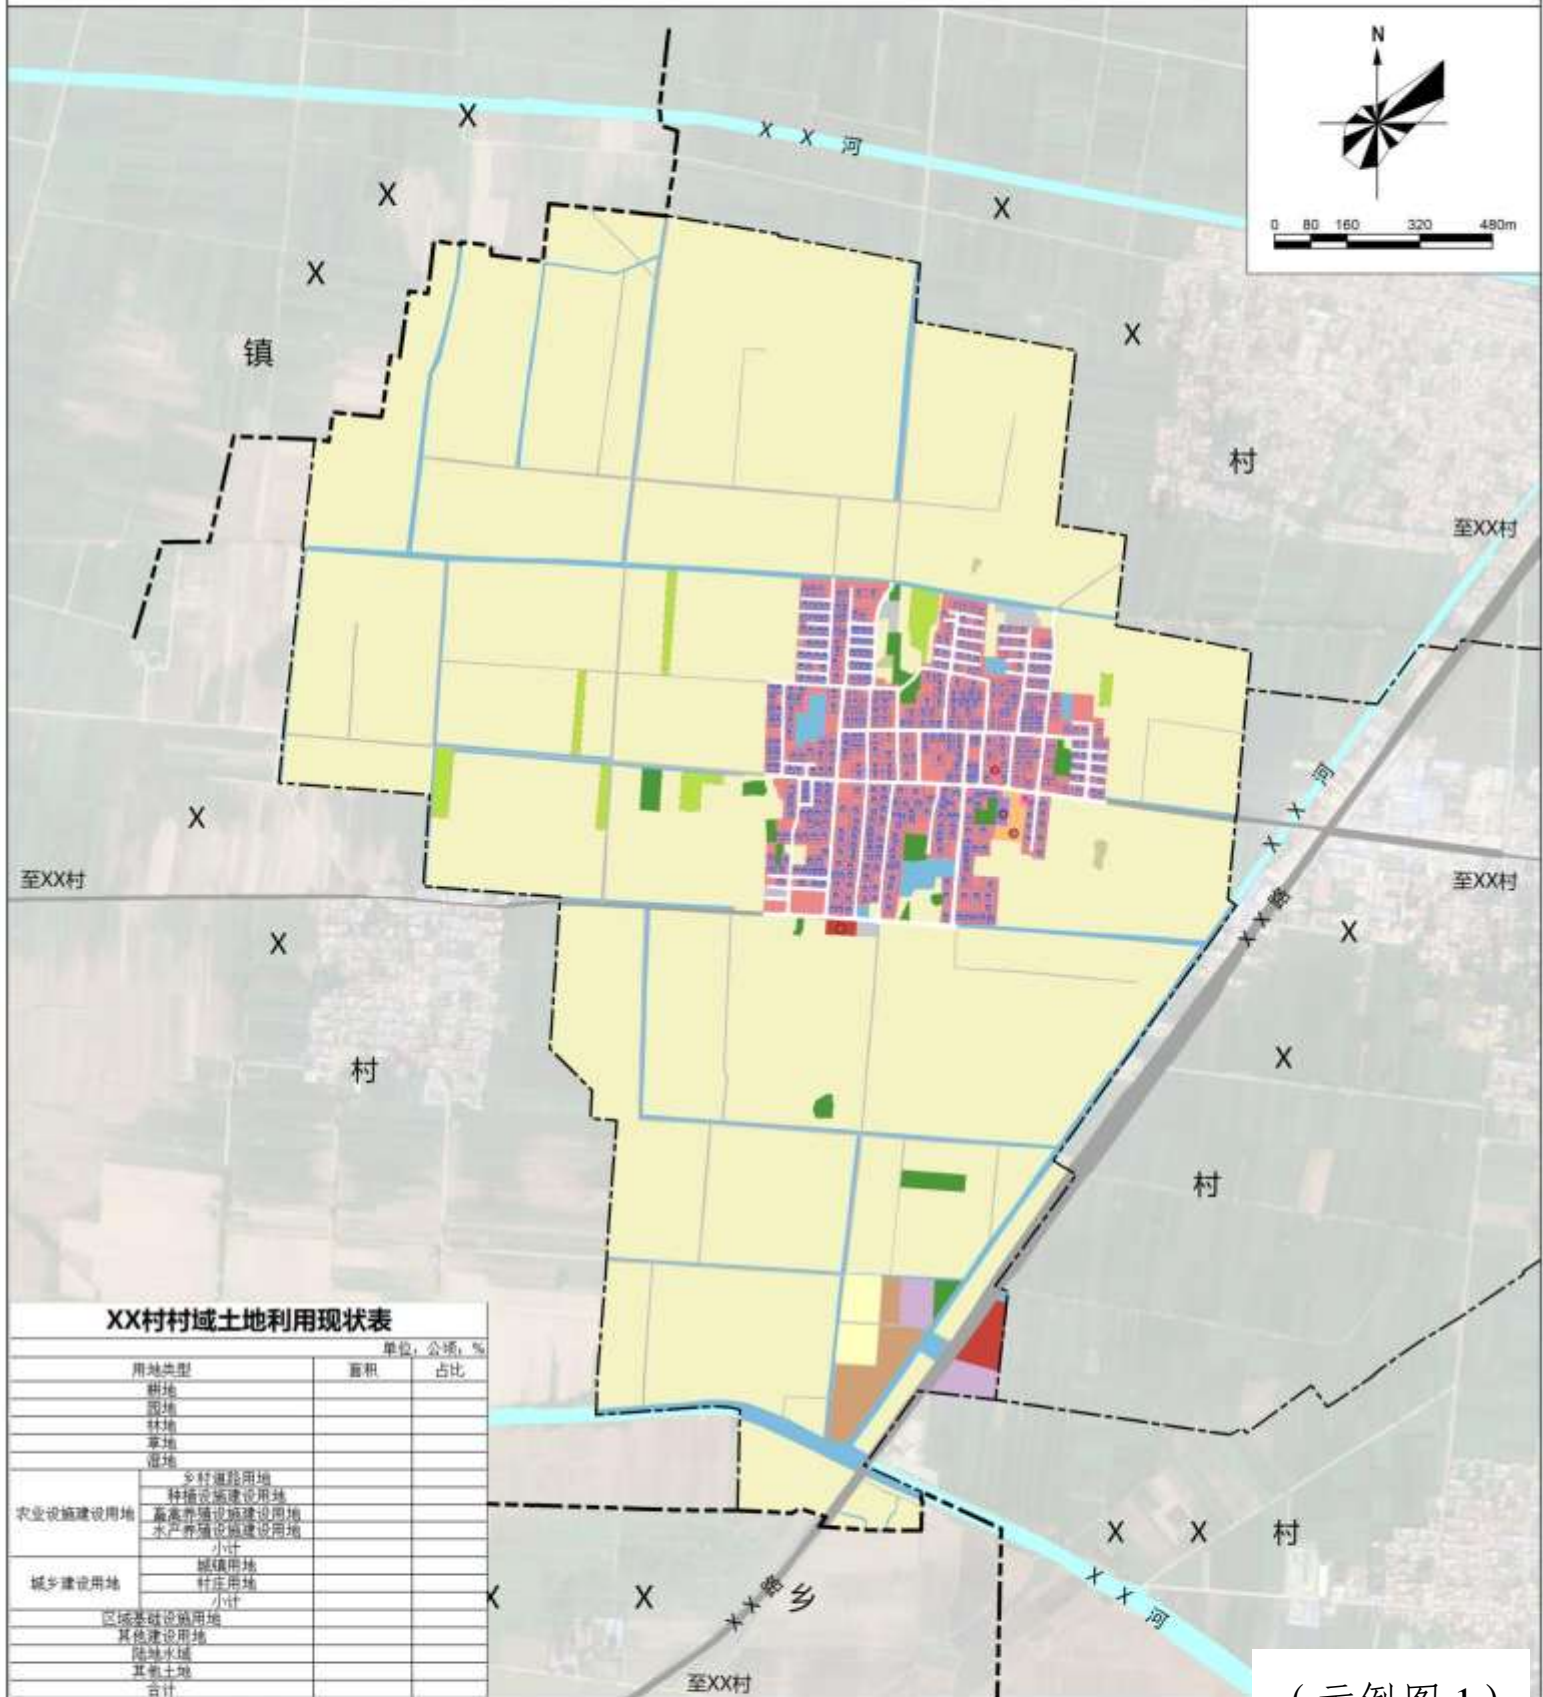 N
0 80 160 320 480m
X
X
X
镇
X X 河
X
X
村
至XX村
X X 河
X
至XX村
X
村
至XX村
X X 路
X
X
村
XX村村域土地利用现状表
单位：公顷，%
用地类型 面积 占比
耕地
园地
林地
草地
湿地
农业设施建设用地
乡村道路用地
种植设施建设用地
畜禽养殖设施建设用地
水产养殖设施建设用地
小计
城乡建设用地
城镇用地
村庄用地
小计
区域基础设施用地
其他建设用地
陆地水域
其他土地
合计
X X 乡
X X 路
至XX村
X X 村
X X 河
（示例图 1）